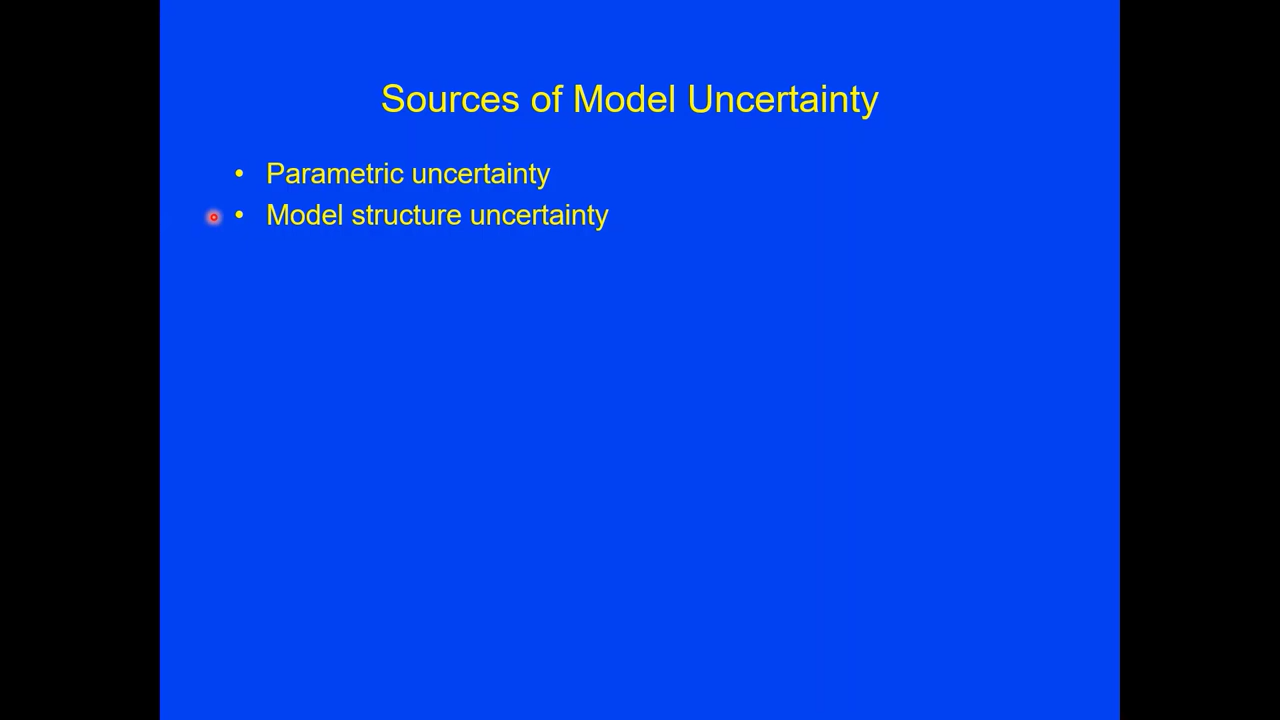 Sources of Model Uncertainty
• Parametric uncertainty
• Model structure uncertainty